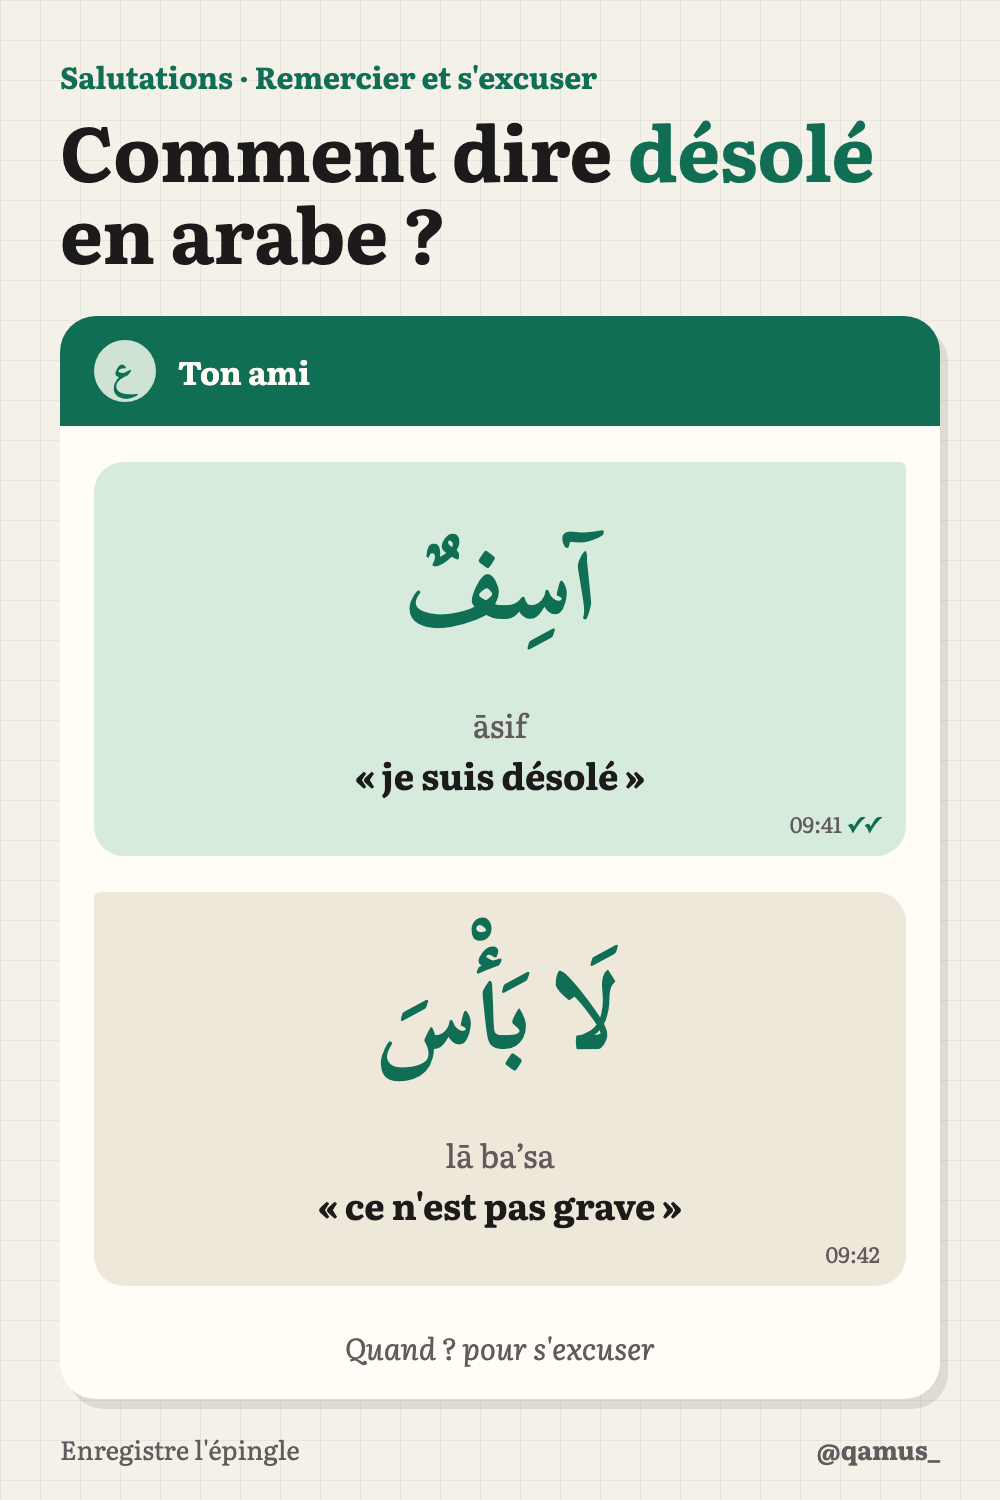 Salutations · Remercier et s'excuser
Comment dire désolé
en arabe ?
ع
Ton ami
آسِفٌ
āsif
« je suis désolé »
09:41 ✓✓
لَا بَأْسَ
lā ba’sa
« ce n'est pas grave »
09:42
Quand ? pour s'excuser
Enregistre l'épingle
@qamus_